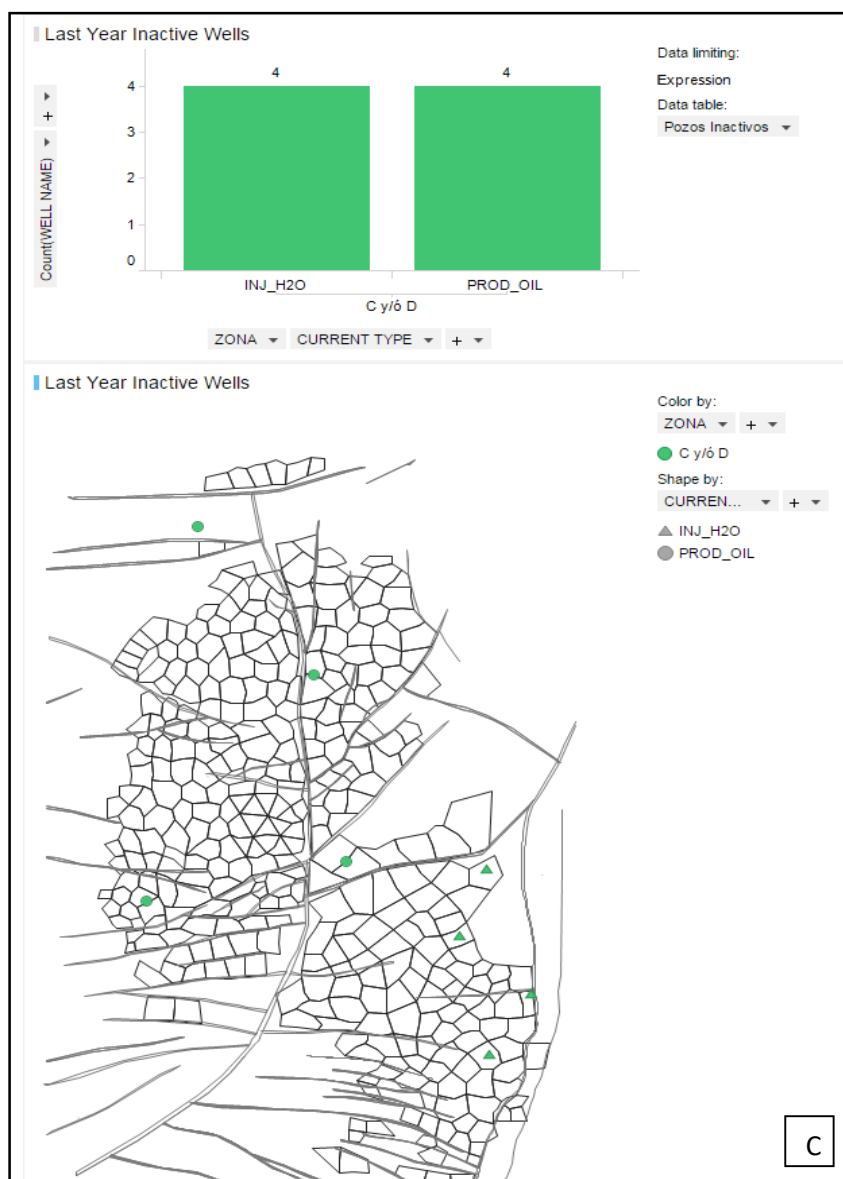 Last Year Inactive Wells
Data limiting:
Expression
Data table:
Pozos Inactivos
4 4
4
3
2
1
0
+
Count(WELL NAME)
INJ_H2O PROD_OIL
C y/ó D
ZONA CURRENT TYPE +
Last Year Inactive Wells
Color by:
ZONA +
C y/ó D
Shape by:
CURREN... +
INJ_H2O
PROD_OIL
C